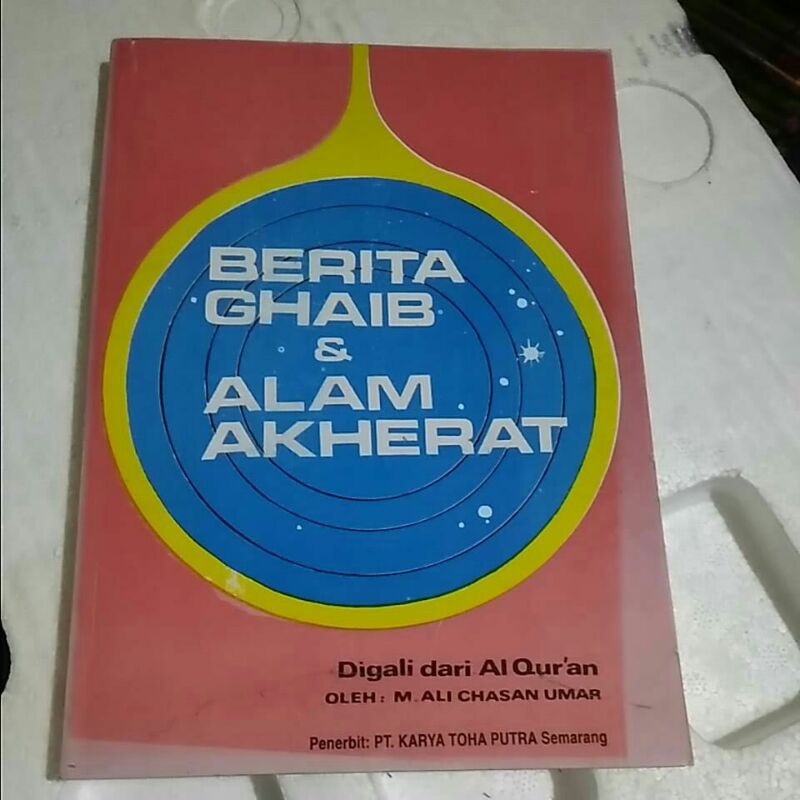 BERITA
GHAIB
&
ALAM
AKHERAT
Digali dari Al Qur'an
OLEH: M. ALI CHASAN UMAR
Penerbit: PT. KARYA TOHA PUTRA Semarang